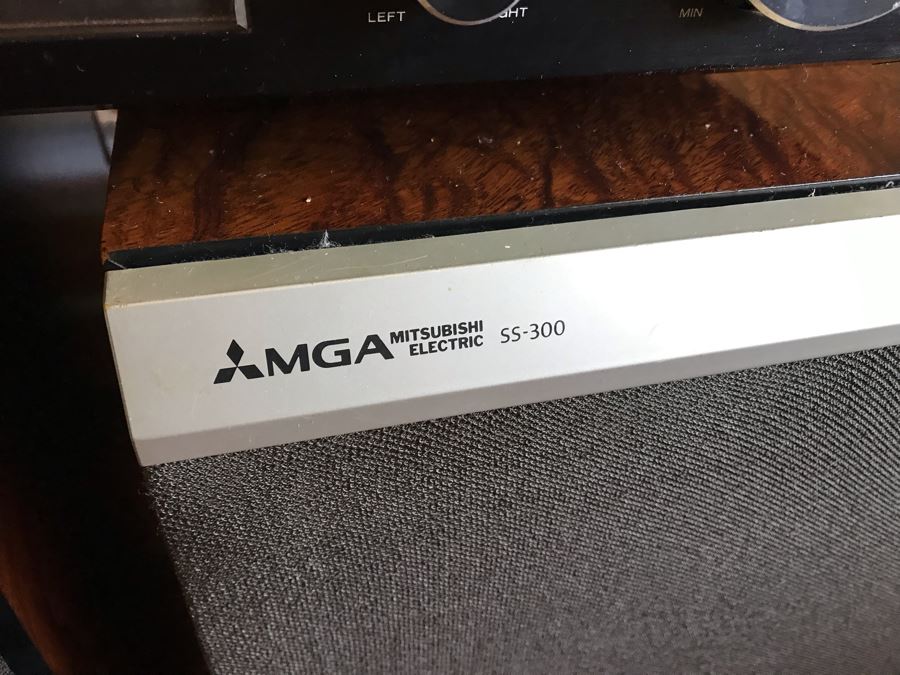 LEFT
MIN
MGA MITSUBISHI ELECTRIC SS-300